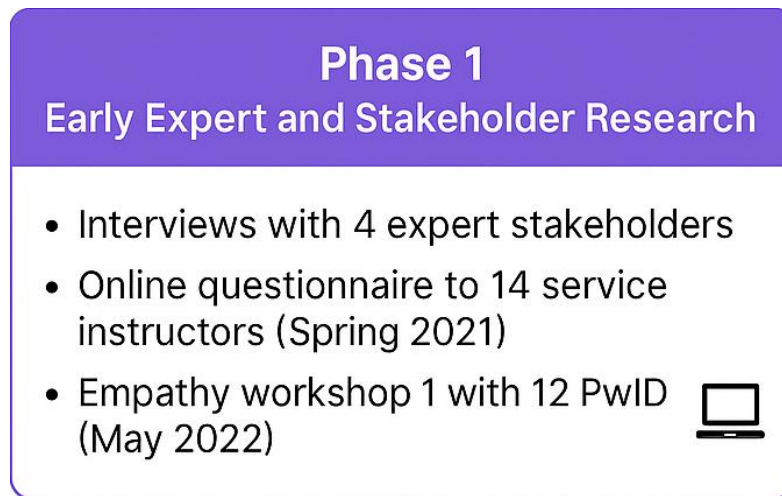 Phase 1
Early Expert and Stakeholder Research
• Interviews with 4 expert stakeholders
• Online questionnaire to 14 service
instructors (Spring 2021)
• Empathy workshop 1 with 12 PwID
(May 2022)